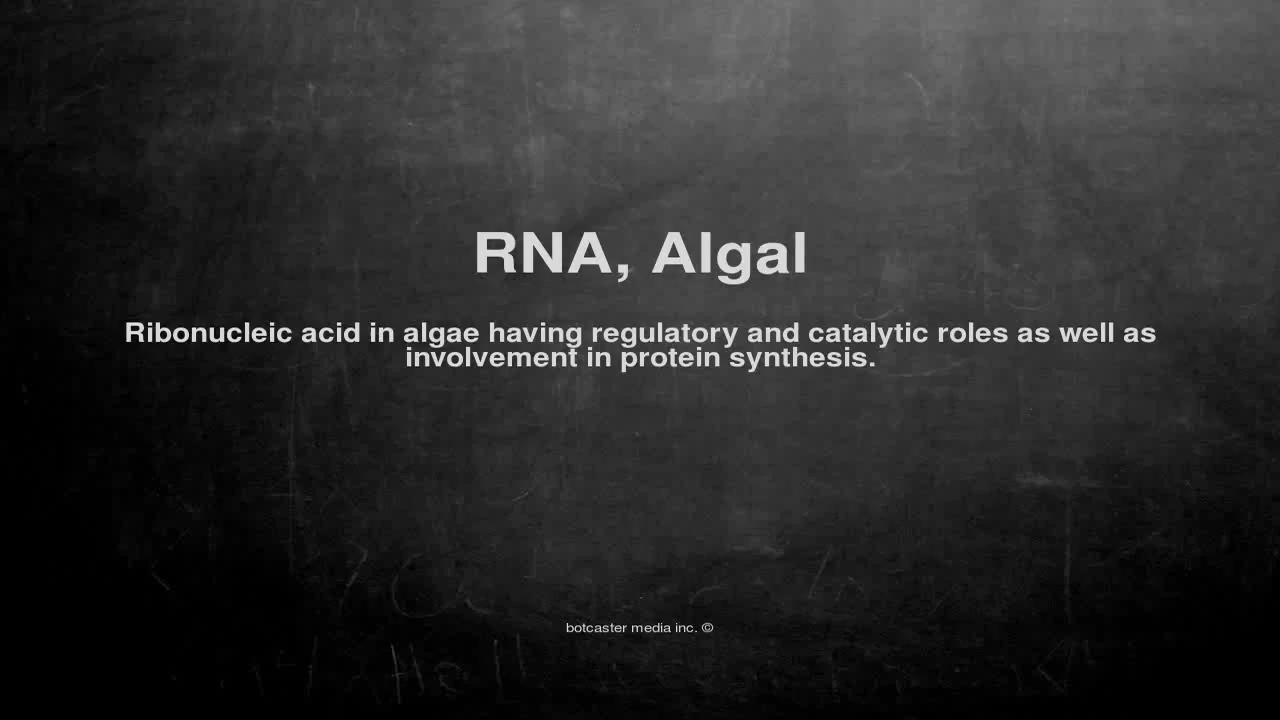 RNA, Algal
Ribonucleic acid in algae having regulatory and catalytic roles as well as
involvement in protein synthesis.
botcaster media inc. ©